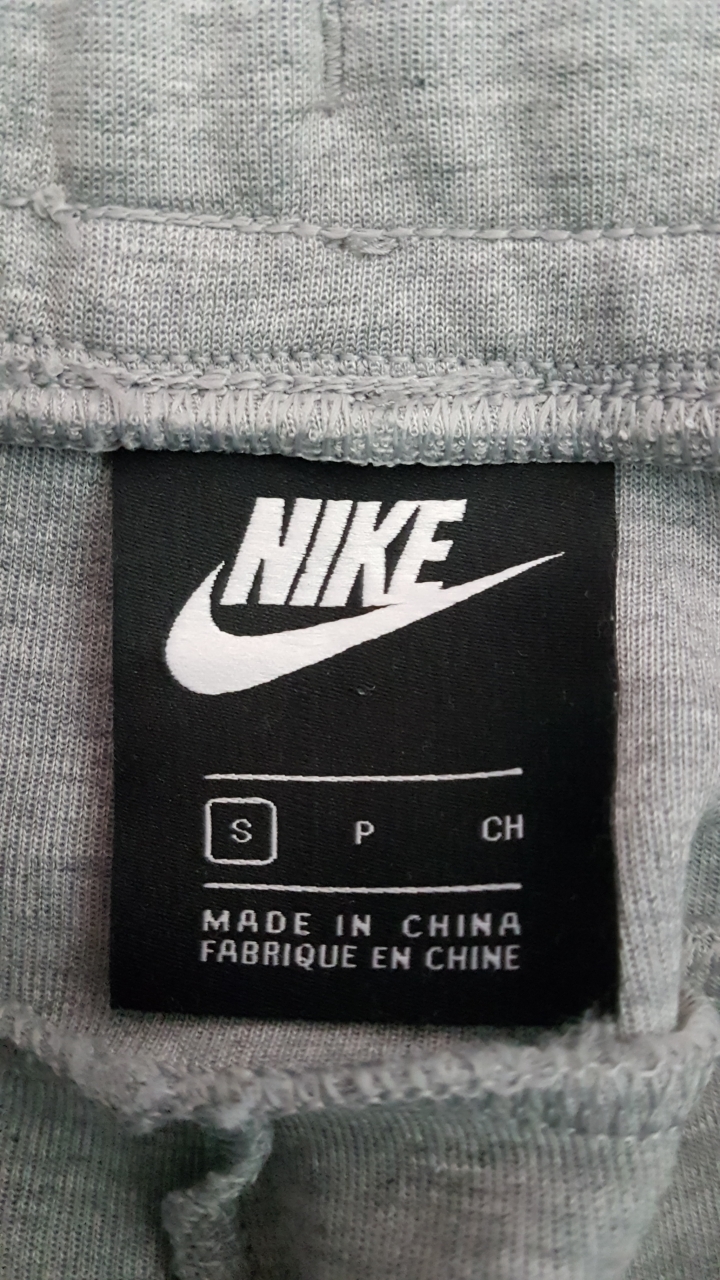 NIKE
S P CH
MADE IN CHINA
FABRIQUE EN CHINE